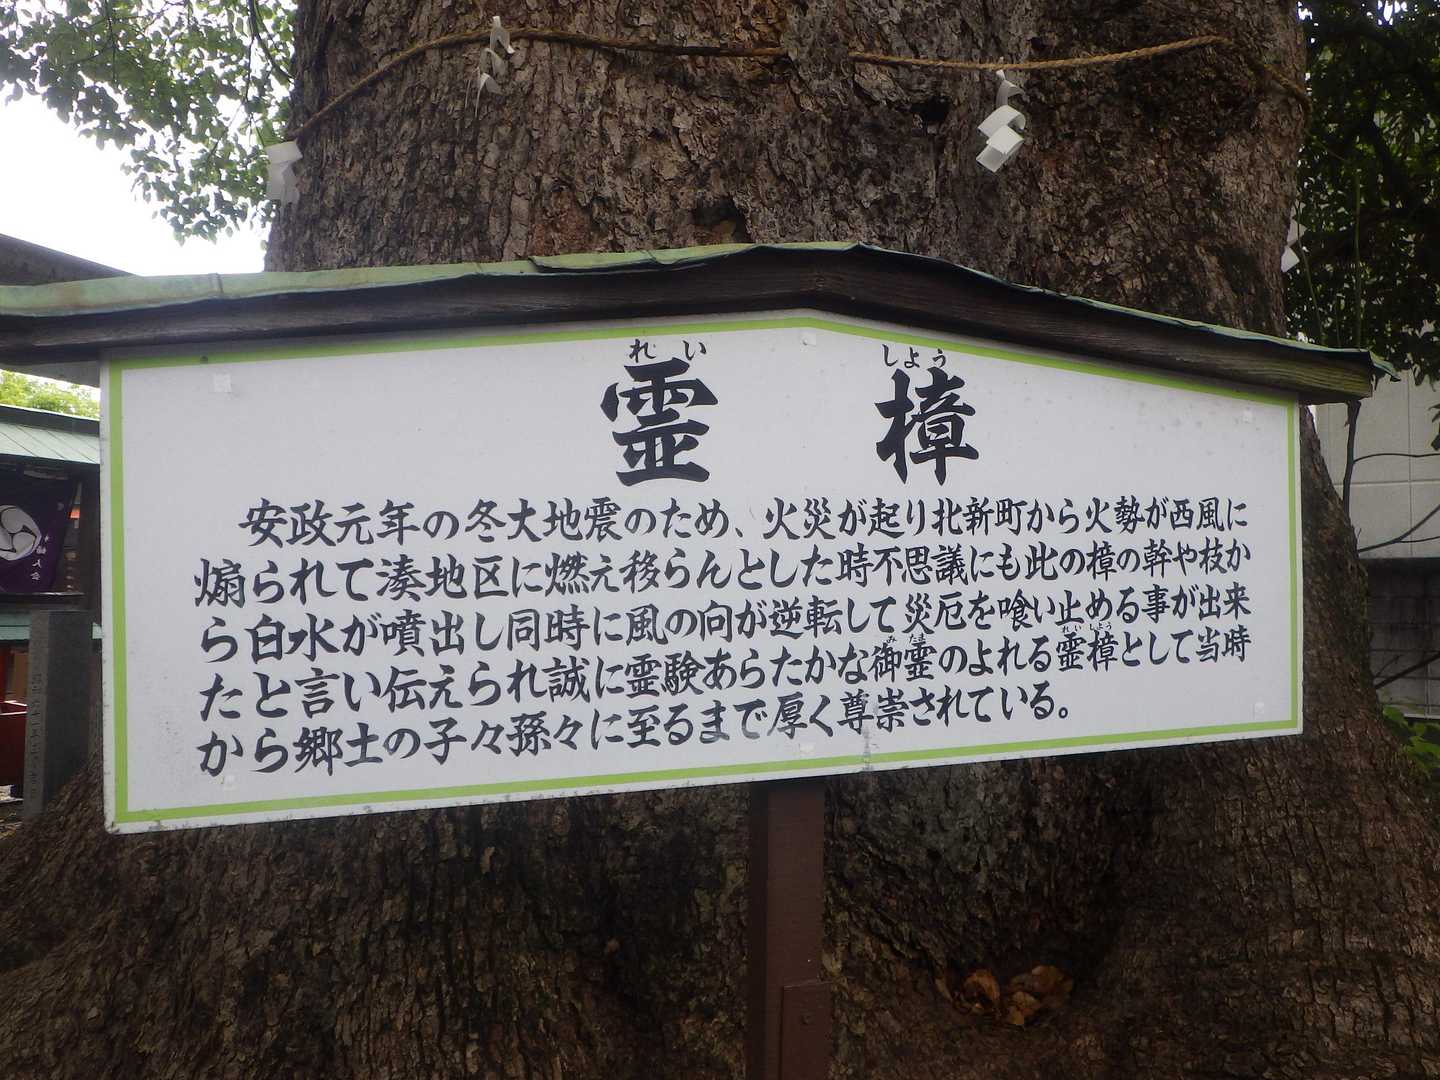 れい しよう
霊樟
安政元年の冬大地震のため、火災が起り北新町から火勢が西風に
煽られて湊地区に燃え移らんとした時不思議にも此の樟の幹や枝か
ら白水が噴出し同時に風の向が逆転して災厄を喰い止める事が出来
たと言い伝えられ誠に霊験あらたかな御霊のよれる霊樟として当時
から郷土の子々孫々に至るまで厚く尊崇されている。